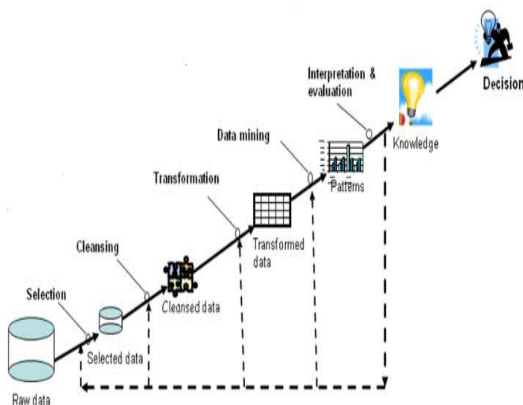 Decision
Interpretation &
evaluation
Knowledge
Data mining
Patterns
Transformation
Transformed
data
Cleansing
Cleansed data
Selection
Selected data
Raw data